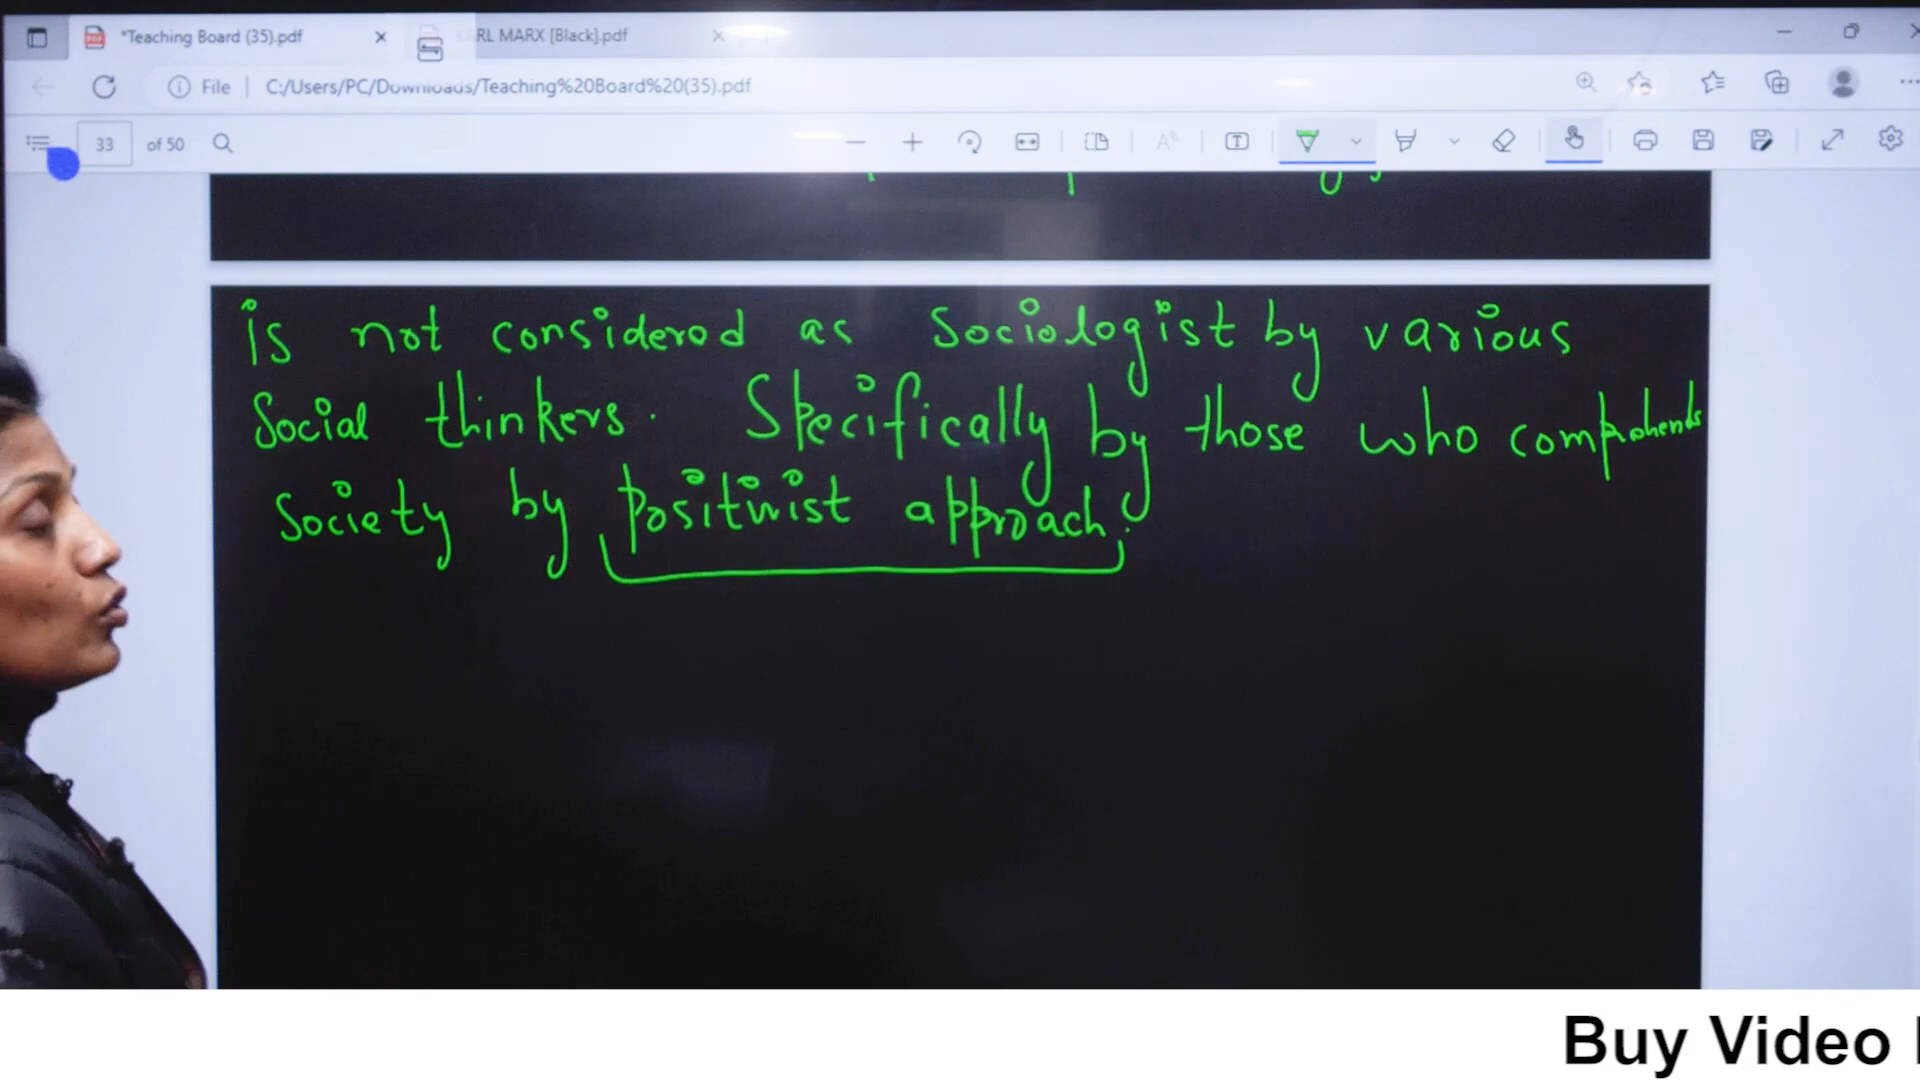 *Teaching Board (35).pdf
RL MARX [Black].pdf
File
C:/Users/PC/Downloads/Teaching%20Board%20(35).pdf
33 of 50
is not considered as Sociologist by various
Social thinkers. Specifically by those who comprehends
Society by positivist approach.
Buy Video